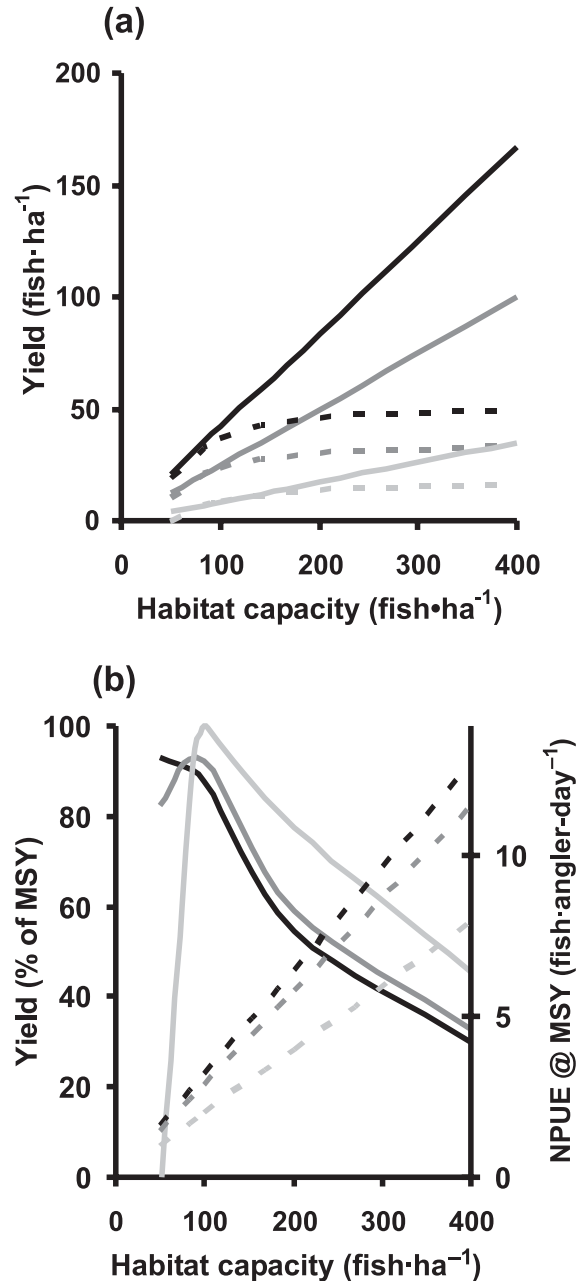 (a)
200
150
100
50
0
Yield (fish·ha⁻¹)
0 100 200 300 400
Habitat capacity (fish•ha⁻¹)
(b)
100
80
60
40
20
0
Yield (% of MSY)
10
5
0
NPUE @ MSY (fish·angler-day⁻¹)
0 100 200 300 400
Habitat capacity (fish·ha⁻¹)